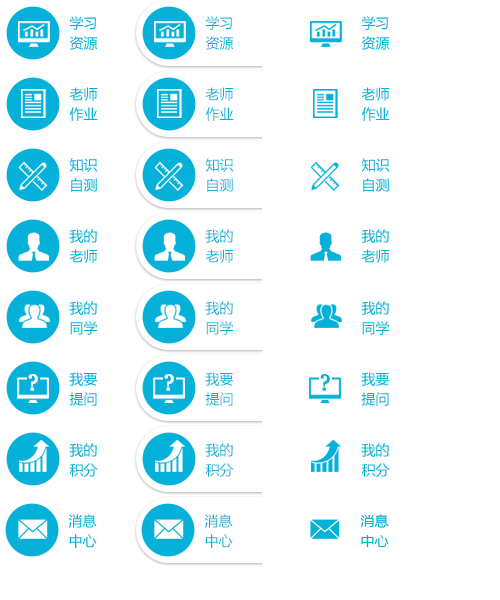 学习 学习 学习
资源 资源 资源
老师 老师 老师
作业 作业 作业
知识 知识 知识
自测 自测 自测
我的 我的 我的
老师 老师 老师
我的 我的 我的
同学 同学 同学
我要 我要 我要
提问 提问 提问
我的 我的 我的
积分 积分 积分
消息 消息 消息
中心 中心 中心